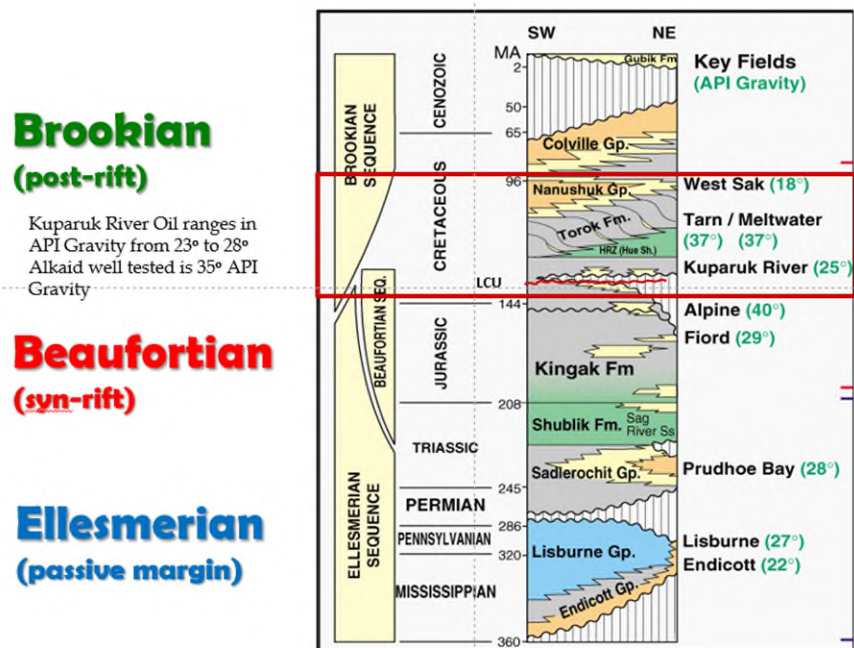 SW NE
MA
Gubik Fm
Key Fields
(API Gravity)
2
50
65
CENOZOIC
Brookian
(post-rift)
Kuparuk River Oil ranges in
API Gravity from 23º to 28º
Alkaid well tested is 35º API
Gravity
BROOKIAN
SEQUENCE
CRETACEOUS
Colville Gp.
96
Nanushuk Gp.
West Sak (18°)
Torok Fm.
Tarn / Meltwater
(37°) (37°)
HRZ (Hue Sh.)
Kuparuk River (25°)
LCU
144
Alpine (40°)
Fiord (29°)
Beaufortian
(syn-rift)
BEAUFORTIAN SEQ.
JURASSIC
Kingak Fm
208
Shublik Fm.
Sag
River Ss
TRIASSIC
Sadlerochit Gp.
Prudhoe Bay (28°)
245
PERMIAN
286
Ellesmerian
(passive margin)
ELLESMERIAN
SEQUENCE
PENNSYLVANIAN
320
Lisburne Gp.
Lisburne (27°)
Endicott (22°)
MISSISSIPPIAN
Endicott Gp.
360